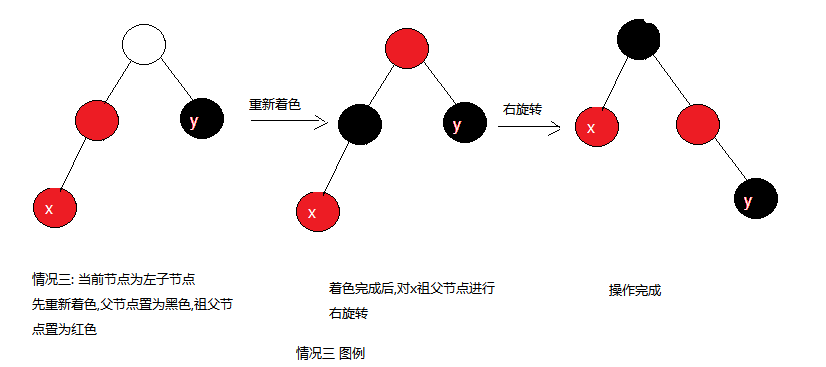 重新着色
右旋转
y
x
y
x
x
y
情况三: 当前节点为左子节点
先重新着色,父节点置为黑色,祖父节
点置为红色
着色完成后,对x祖父节点进行
右旋转
操作完成
情况三 图例